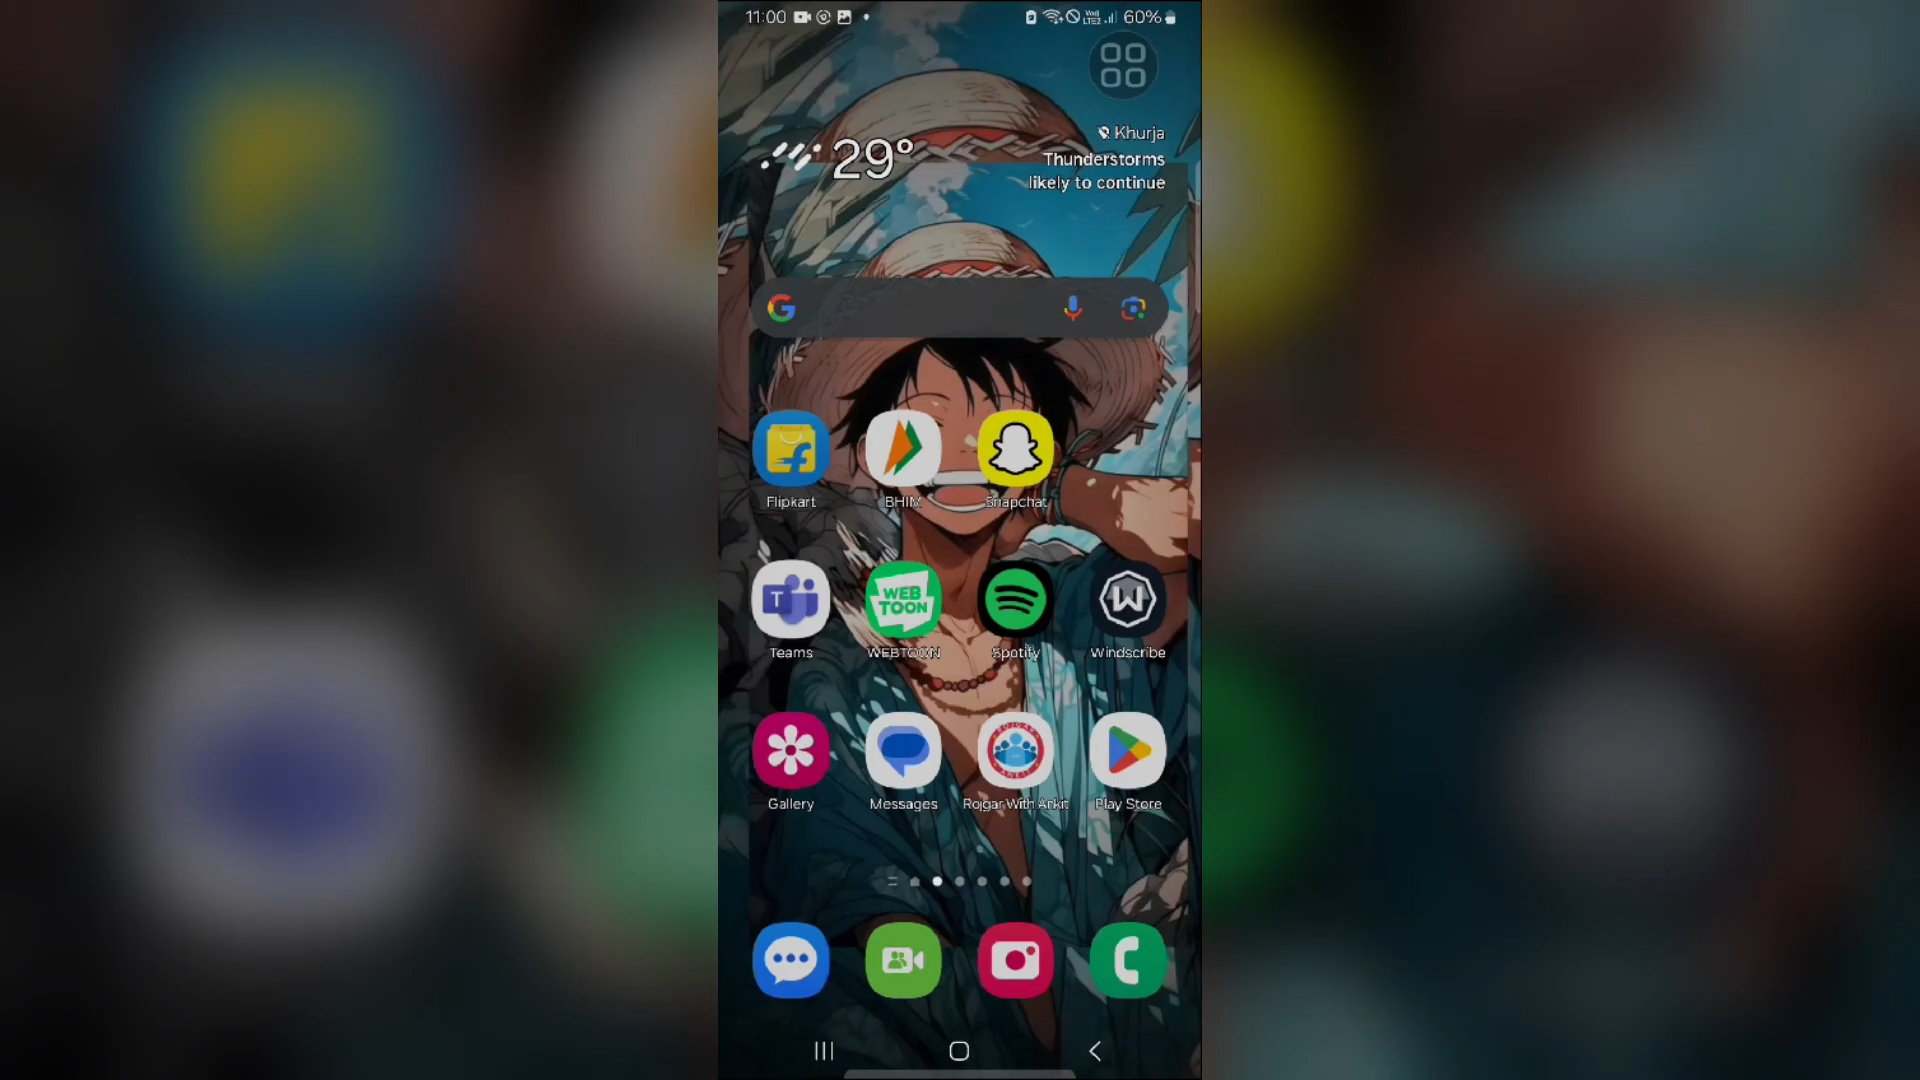 11:00 60%
29°
Khurja
Thunderstorms
likely to continue
Flipkart BHIM Snapchat
WEB
TOON
Teams WEBTOON Spotify Windscribe
Gallery Messages Rojgar With Ankit Play Store